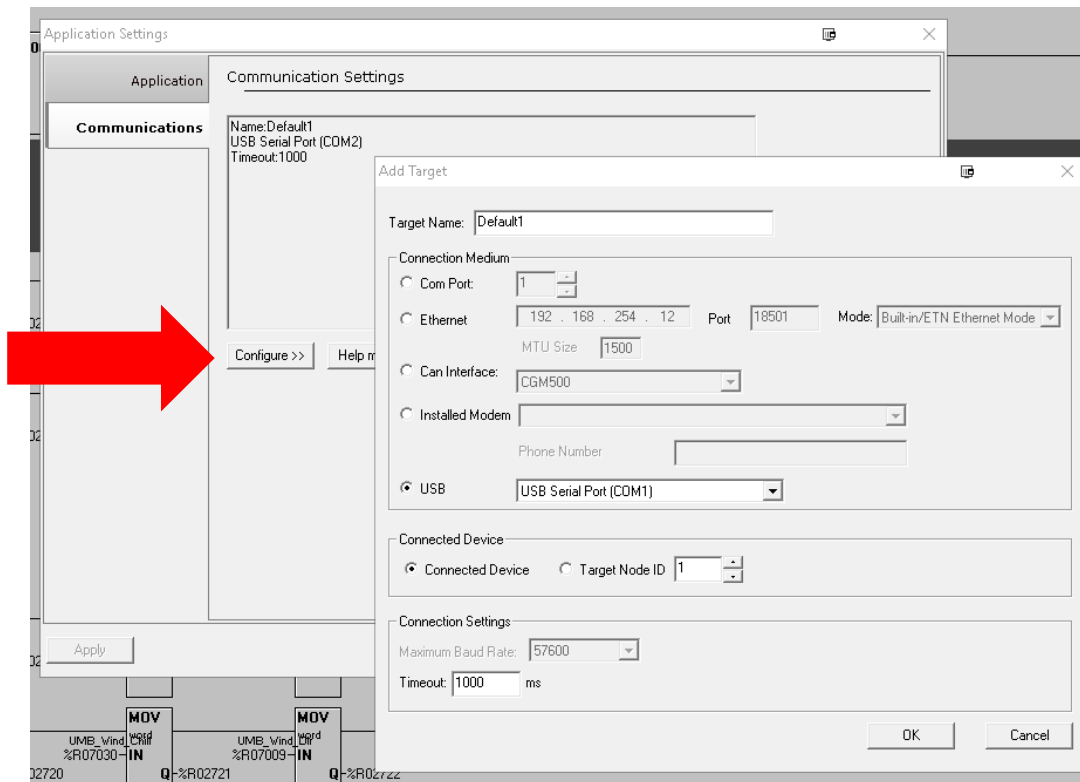 Application Settings
Application
Communication Settings
Communications
Name:Default1
USB Serial Port (COM2)
Timeout:1000
Configure >>
Help m
Apply
Add Target
Target Name: Default1
Connection Medium
Com Port: 1
Ethernet 192 . 168 . 254 . 12 Port 18501 Mode: Built-in/ETN Ethernet Mode
MTU Size 1500
Can Interface: CGM500
Installed Modem
Phone Number
USB USB Serial Port (COM1)
Connected Device
Connected Device Target Node ID 1
Connection Settings
Maximum Baud Rate: 57600
Timeout: 1000 ms
OK Cancel
MOV MOV
word
UMB_Wind_Chill UMB_Wind_Dir
%R07030 IN %R07009 IN
02720 Q %R02721 Q %R02722